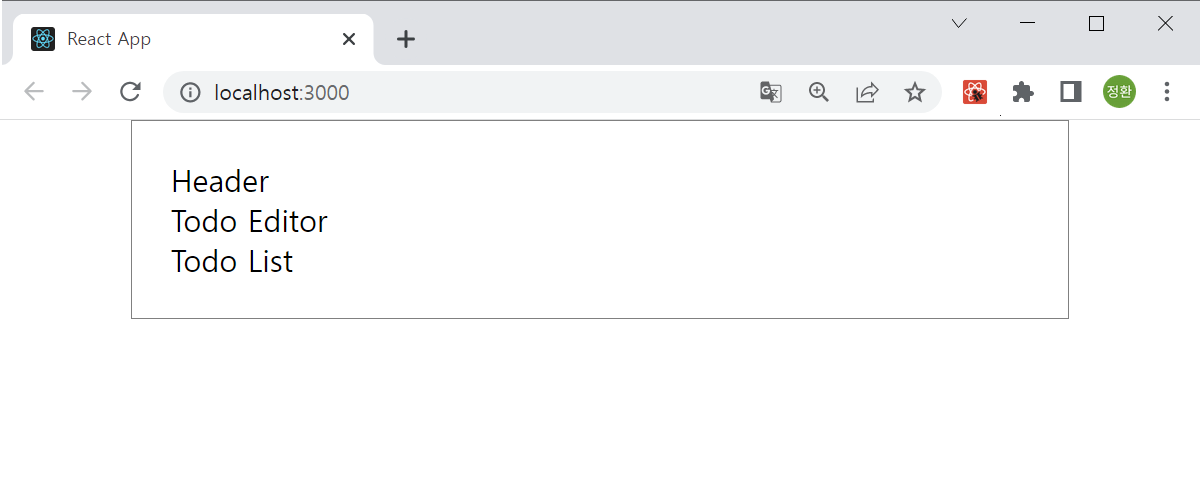 React App
localhost:3000
정환
Header
Todo Editor
Todo List